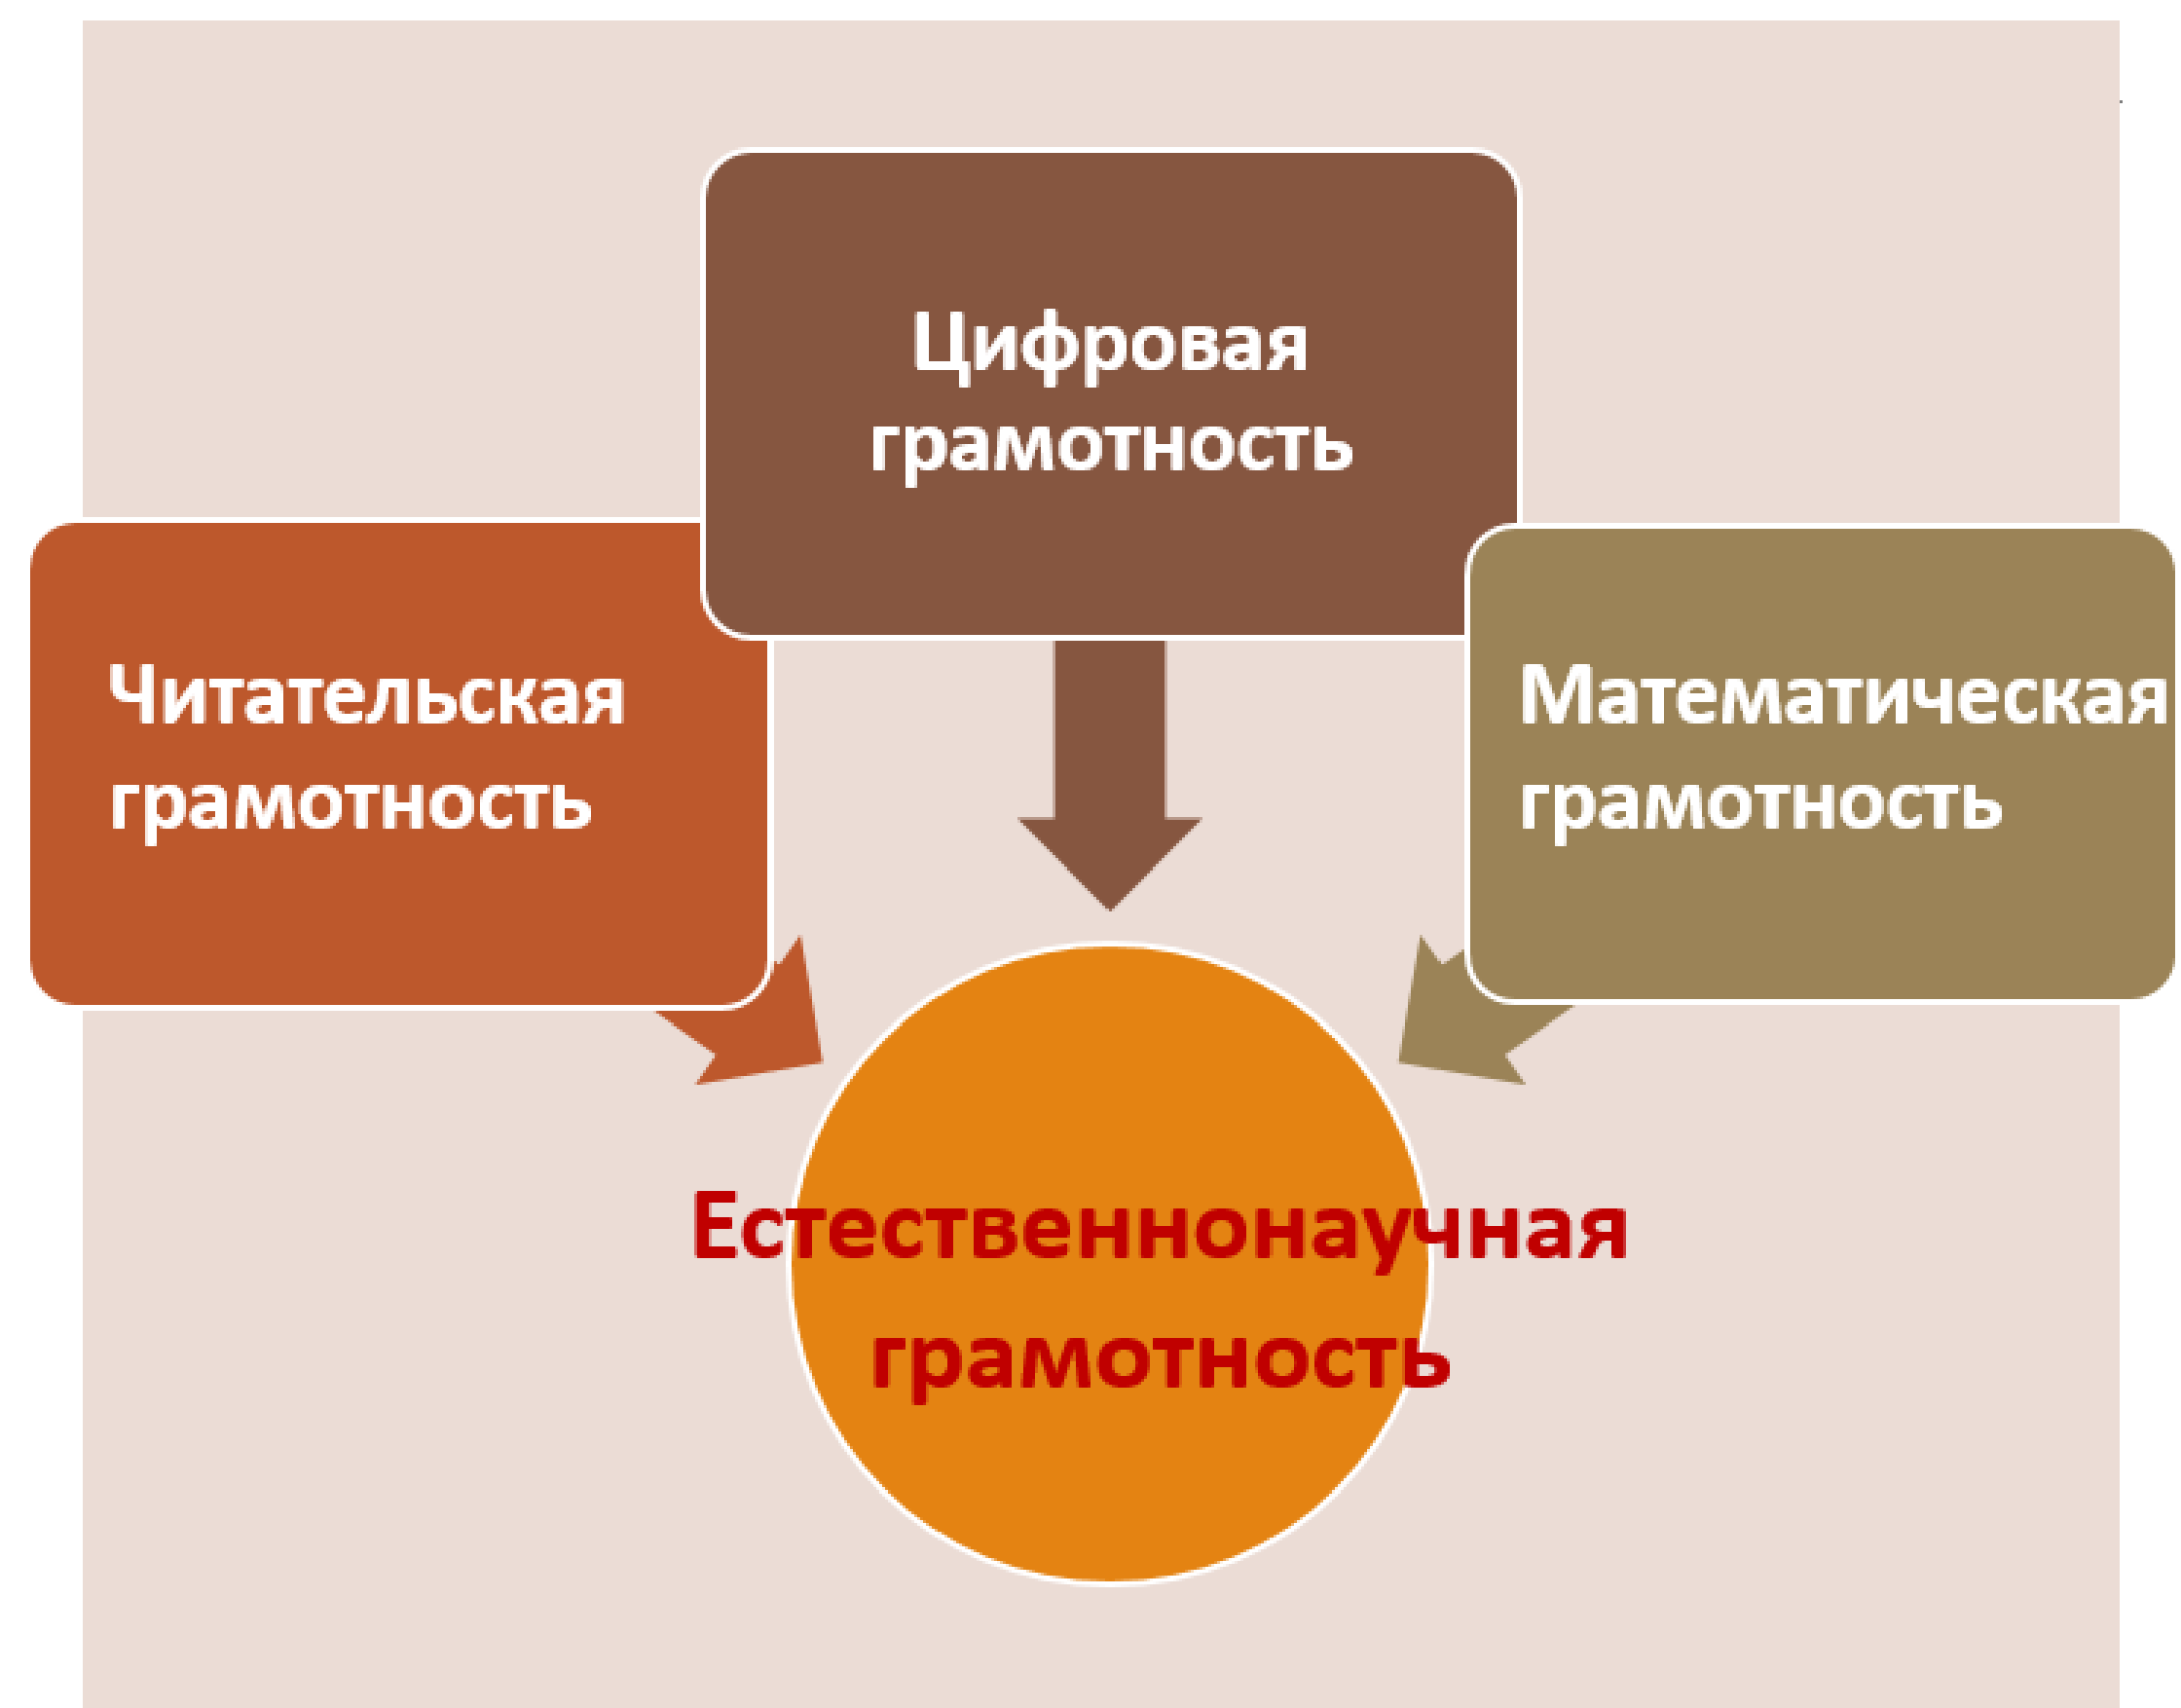 Цифровая
грамотность
Читательская
грамотность
Математическая
грамотность
Естественнонаучная
грамотность